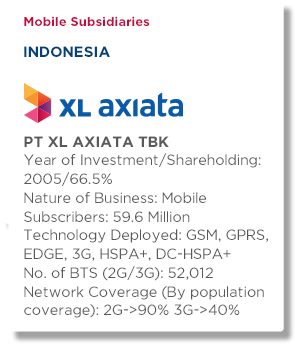 Mobile Subsidiaries
INDONESIA
XL axiata
PT XL AXIATA TBK
Year of Investment/Shareholding:
2005/66.5%
Nature of Business: Mobile
Subscribers: 59.6 Million
Technology Deployed: GSM, GPRS,
EDGE, 3G, HSPA+, DC-HSPA+
No. of BTS (2G/3G): 52,012
Network Coverage (By population
coverage): 2G->90% 3G->40%